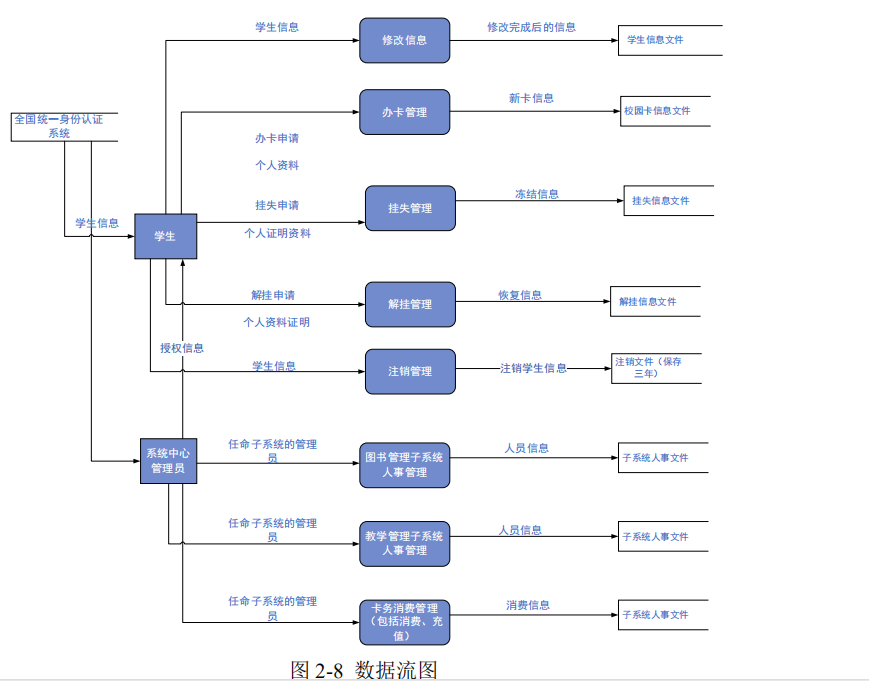 学生信息
修改信息
修改完成后的信息
学生信息文件
办卡管理
新卡信息
校园卡信息文件
全国统一身份认证
系统
办卡申请
个人资料
挂失申请
挂失管理
冻结信息
挂失信息文件
学生信息
学生
个人证明资料
解挂申请
解挂管理
恢复信息
解挂信息文件
个人资料证明
授权信息
学生信息
注销管理
注销学生信息
注销文件（保存
三年）
系统中心
管理员
任命子系统的管理
员
图书管理子系统
人事管理
人员信息
子系统人事文件
任命子系统的管理
员
教学管理子系统
人事管理
人员信息
子系统人事文件
任命子系统的管理
员
卡务消费管理
（包括消费、充
值）
消费信息
子系统人事文件
图 2-8 数据流图